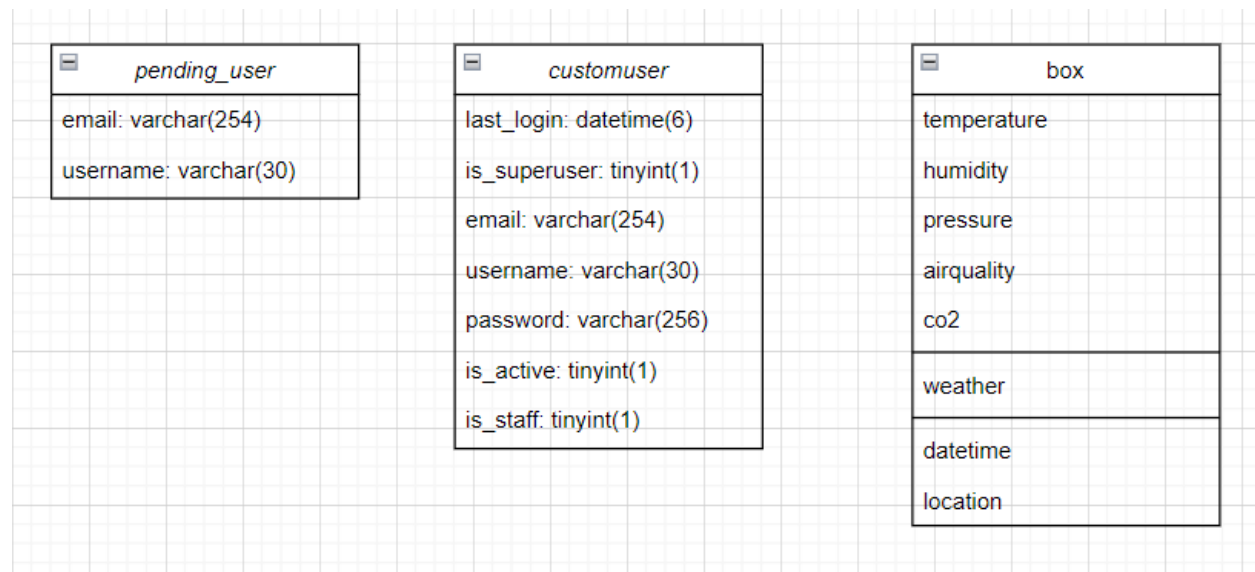 pending_user
email: varchar(254)
username: varchar(30)
customuser
last_login: datetime(6)
is_superuser: tinyint(1)
email: varchar(254)
username: varchar(30)
password: varchar(256)
is_active: tinyint(1)
is_staff: tinyint(1)
box
temperature
humidity
pressure
airquality
co2
weather
datetime
location